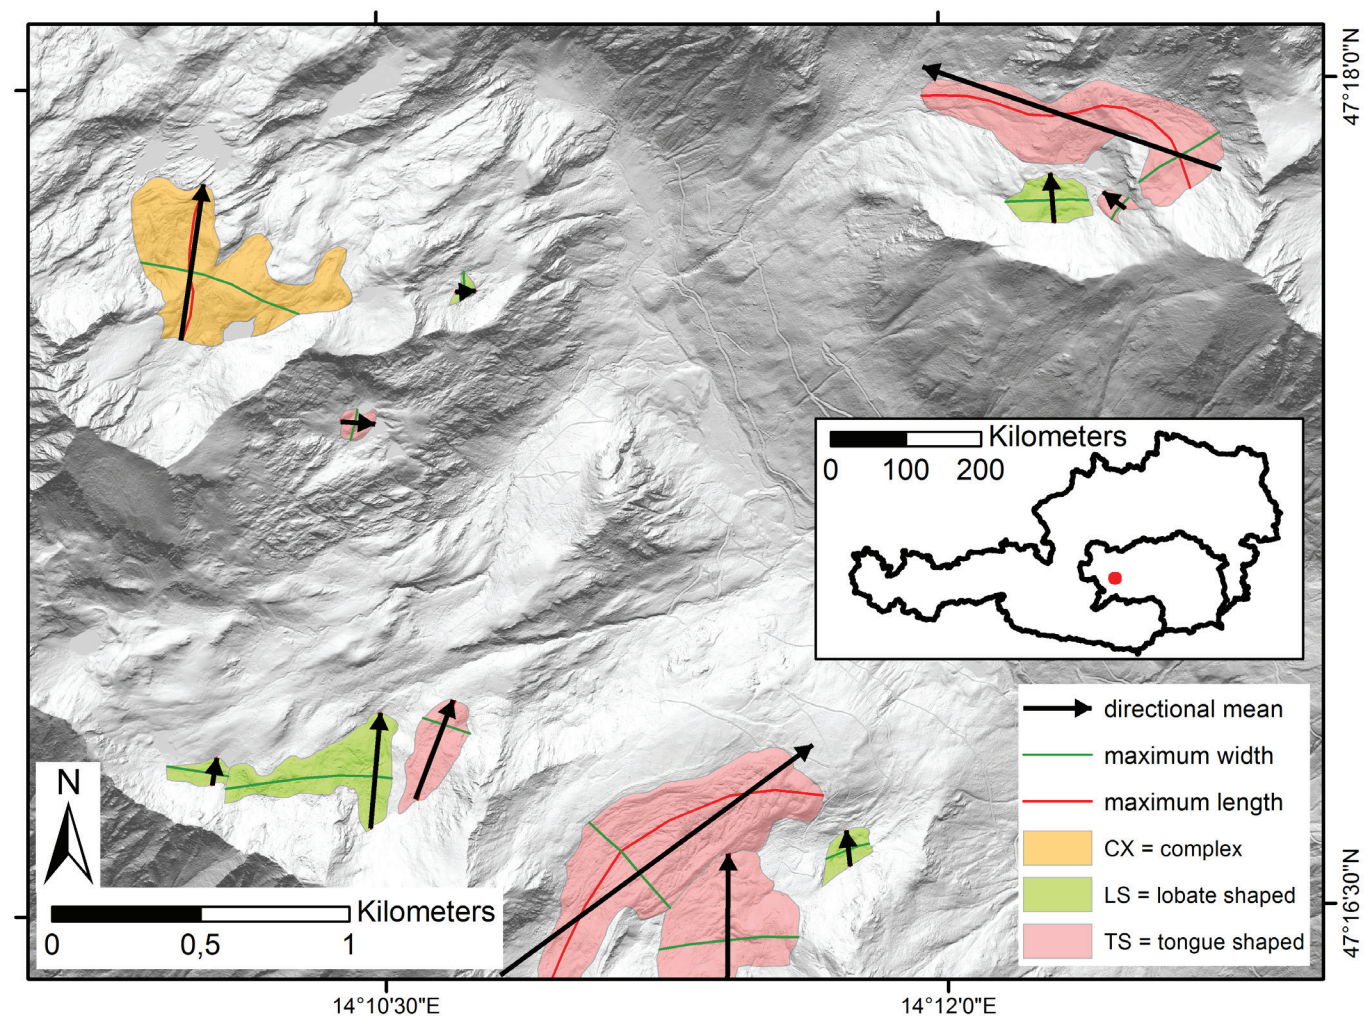 47°18'0"N
Kilometers
0 100 200
directional mean
maximum width
maximum length
CX = complex
LS = lobate shaped
TS = tongue shaped
N
Kilometers
0 0,5 1
47°16'30"N
14°10'30"E 14°12'0"E